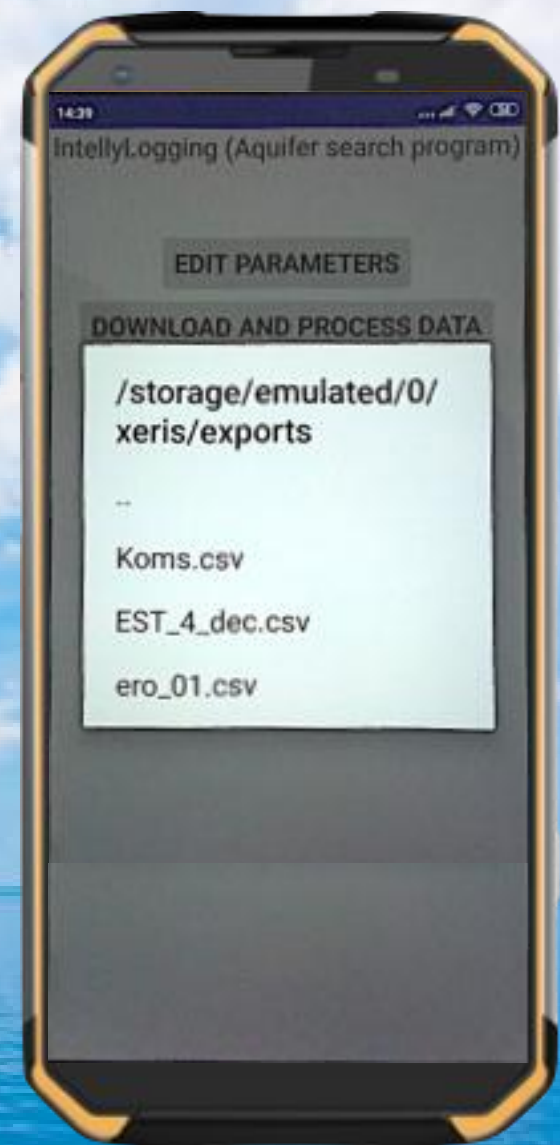 14:39
IntellyLogging (Aquifer search program)
EDIT PARAMETERS
DOWNLOAD AND PROCESS DATA
/storage/emulated/0/
xeris/exports
..
Koms.csv
EST_4_dec.csv
ero_01.csv